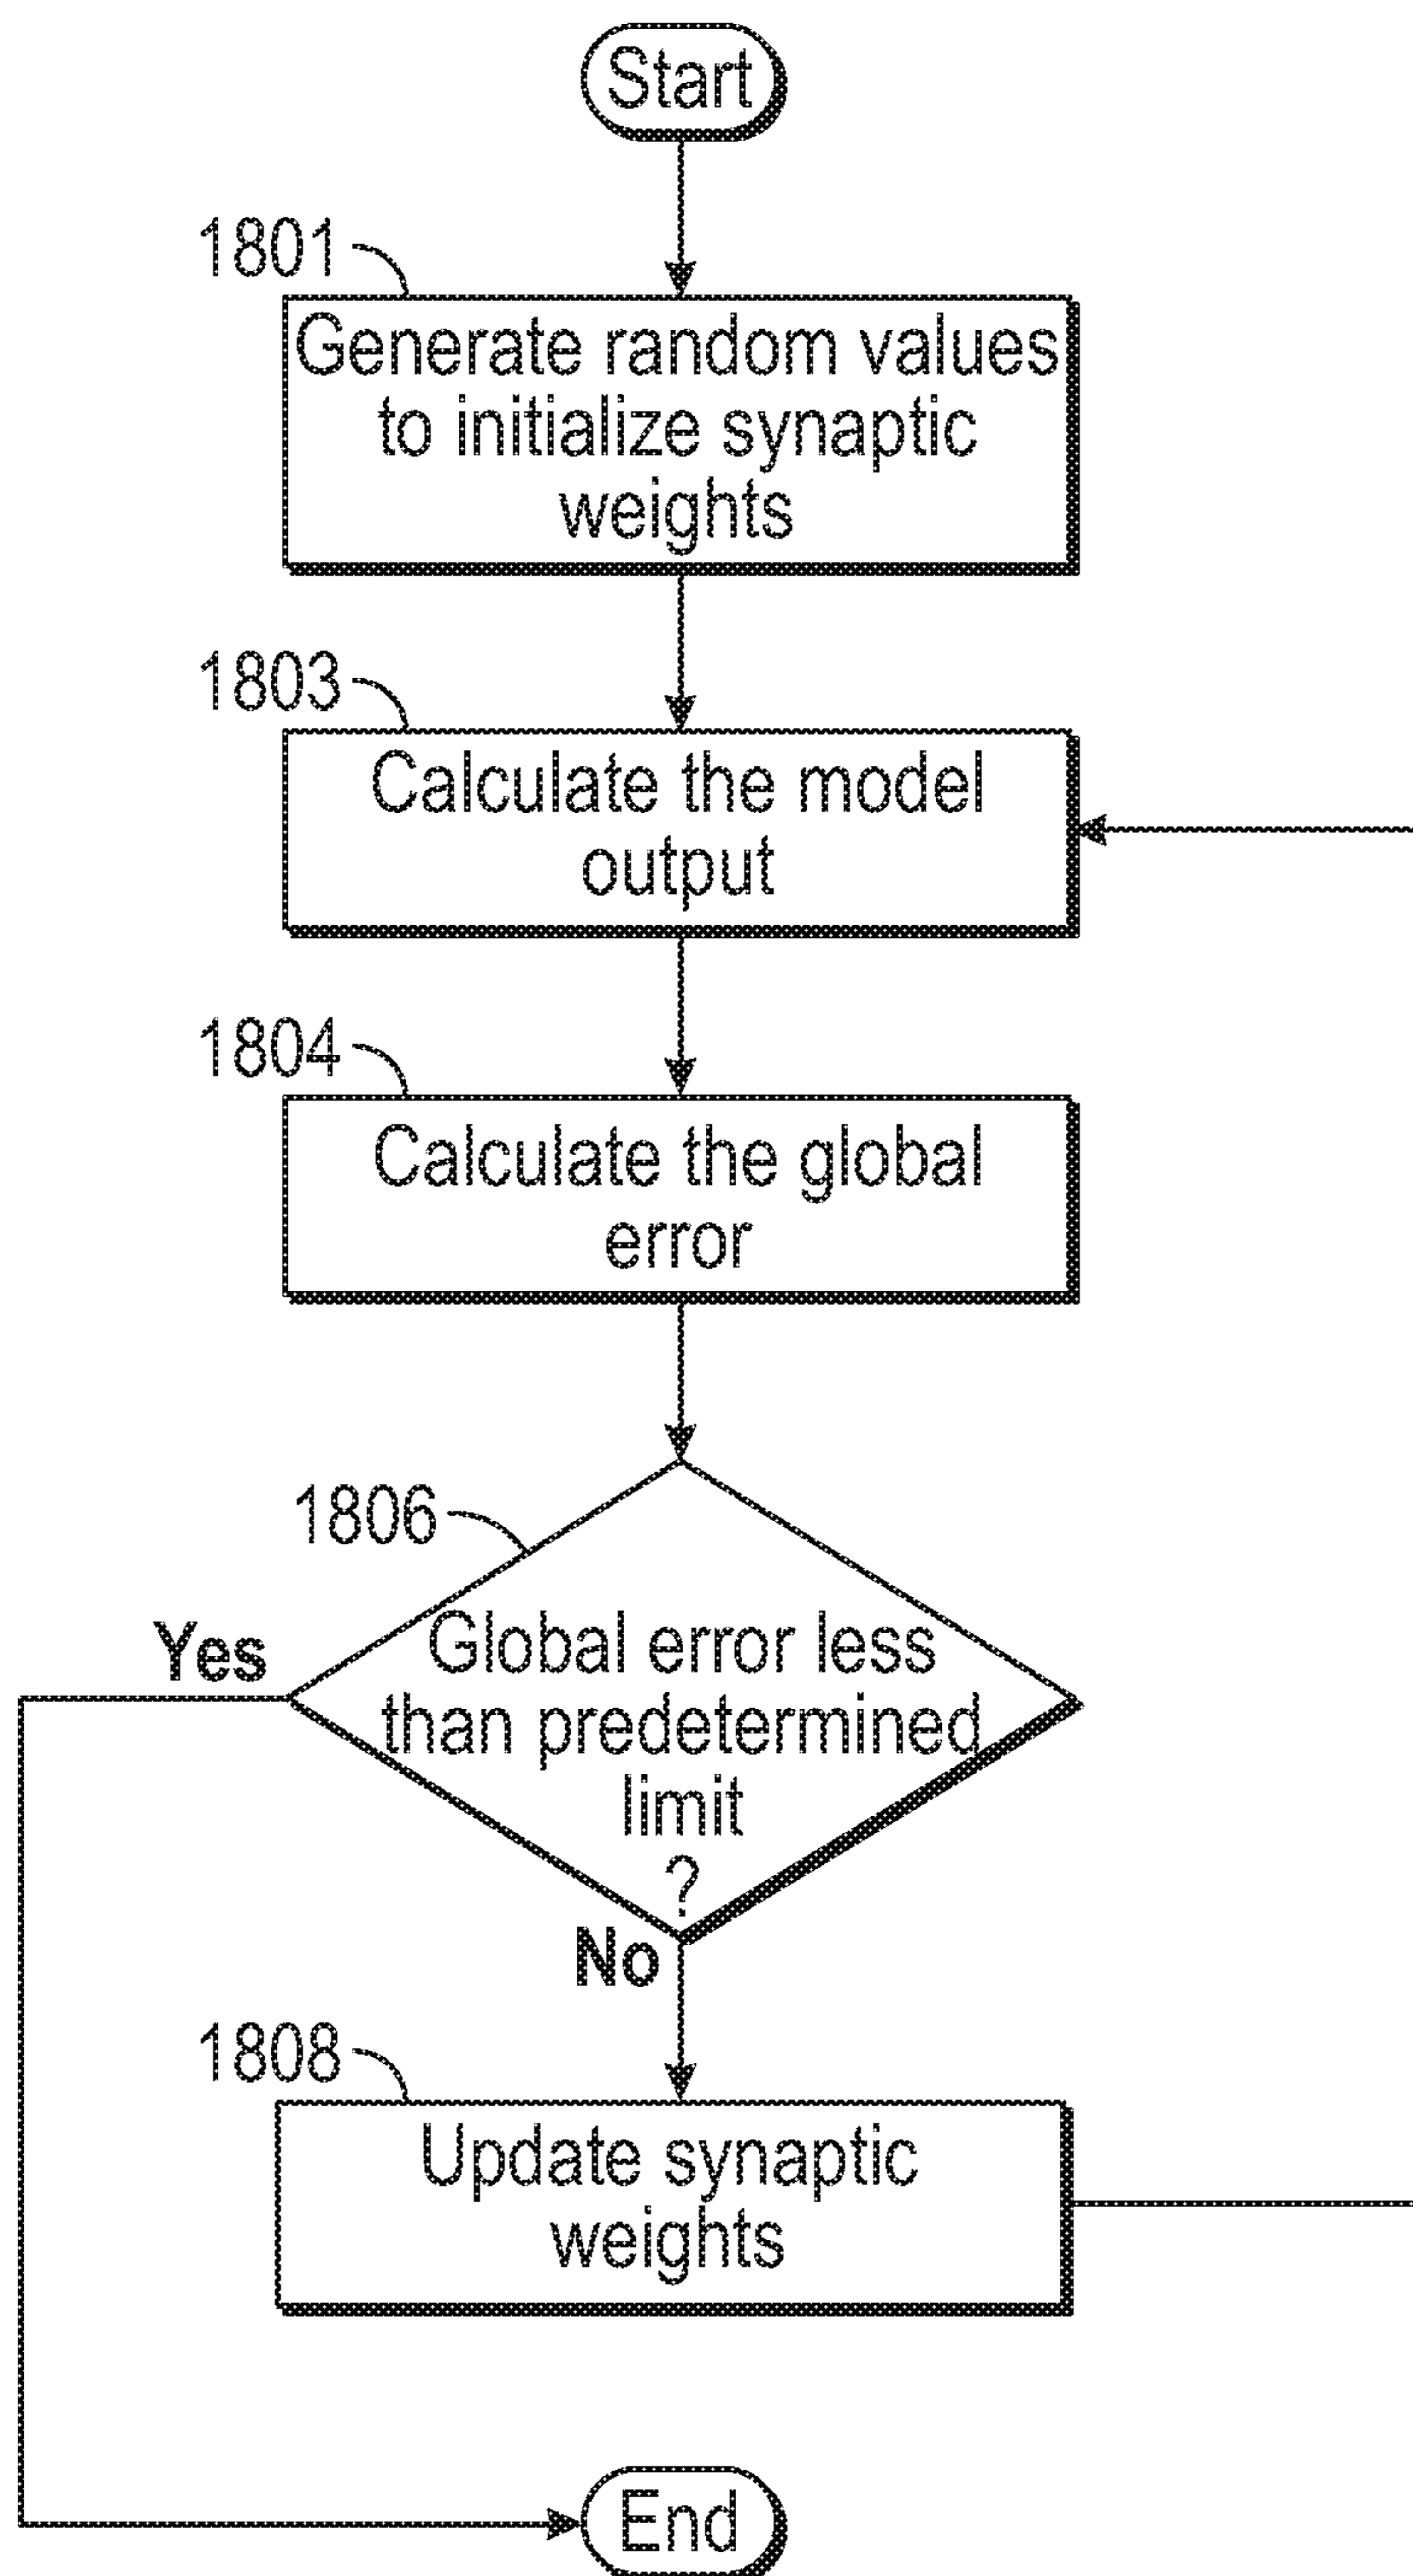 Start
1801
Generate random values
to initialize synaptic
weights
1803
Calculate the model
output
1804
Calculate the global
error
1806
Yes
Global error less
than predetermined
limit
?
No
1808
Update synaptic
weights
End